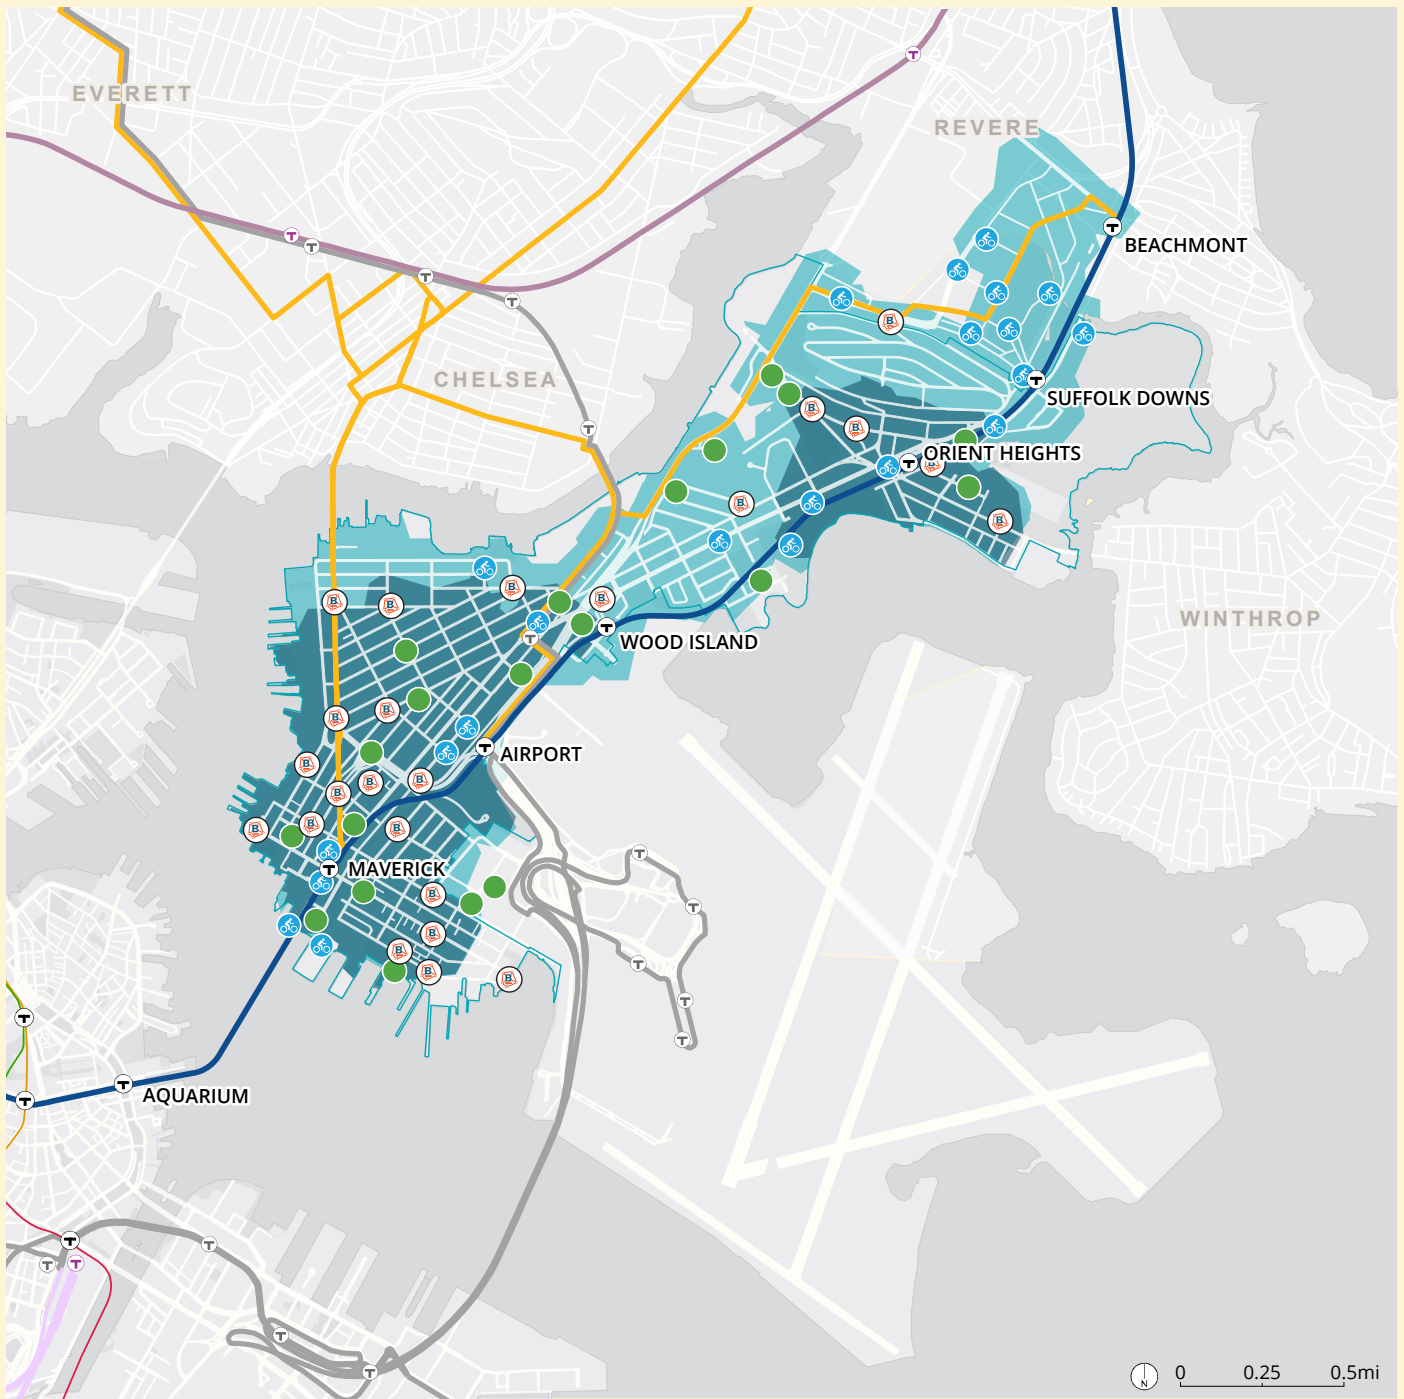 EVERETT
REVERE
BEACHMONT
CHELSEA
SUFFOLK DOWNS
ORIENT HEIGHTS
WINTHROP
WOOD ISLAND
AIRPORT
MAVERICK
AQUARIUM
N
0 0.25 0.5mi